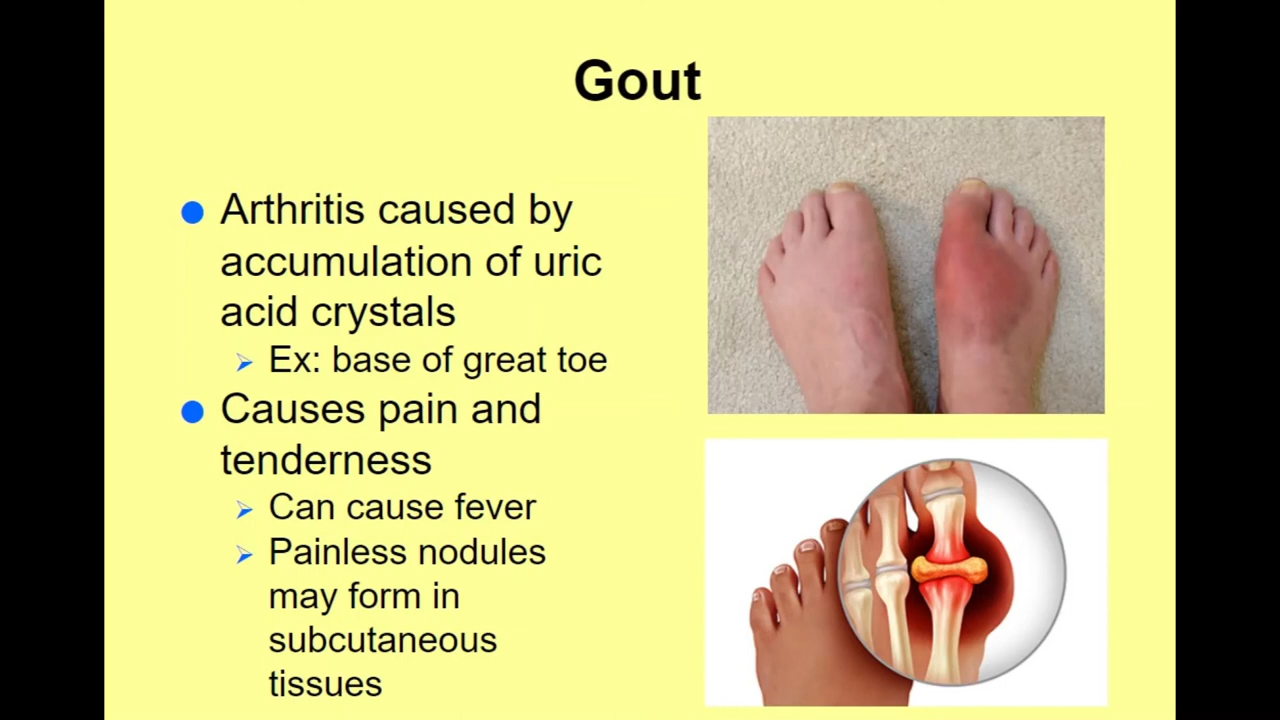 Gout
Arthritis caused by
accumulation of uric
acid crystals
Ex: base of great toe
Causes pain and
tenderness
Can cause fever
Painless nodules
may form in
subcutaneous
tissues